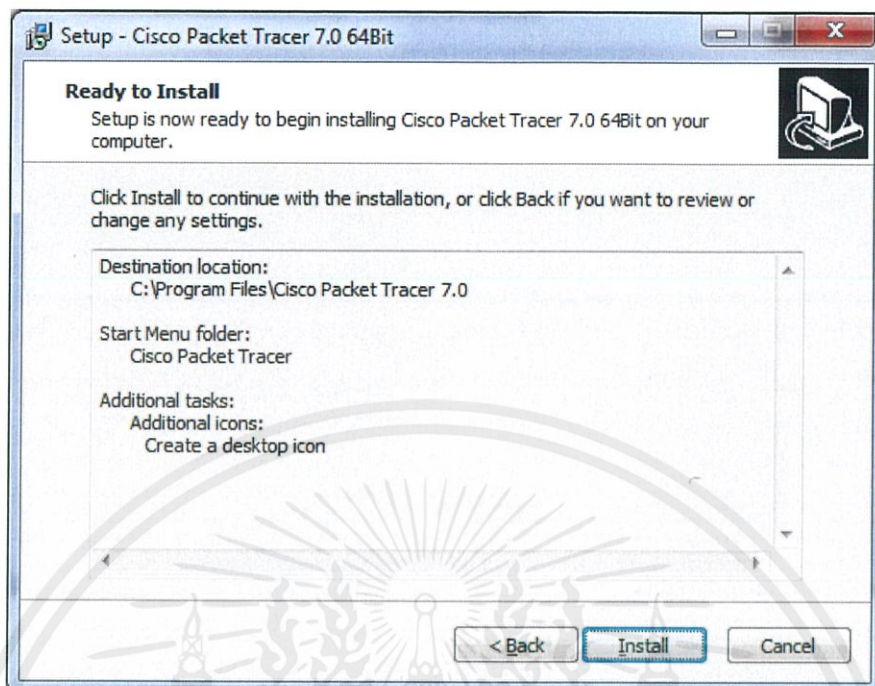 Setup - Cisco Packet Tracer 7.0 64Bit
Ready to Install
Setup is now ready to begin installing Cisco Packet Tracer 7.0 64Bit on your
computer.
Click Install to continue with the installation, or click Back if you want to review or
change any settings.
Destination location:
C:\Program Files\Cisco Packet Tracer 7.0
Start Menu folder:
Cisco Packet Tracer
Additional tasks:
Additional icons:
Create a desktop icon
< Back Install Cancel